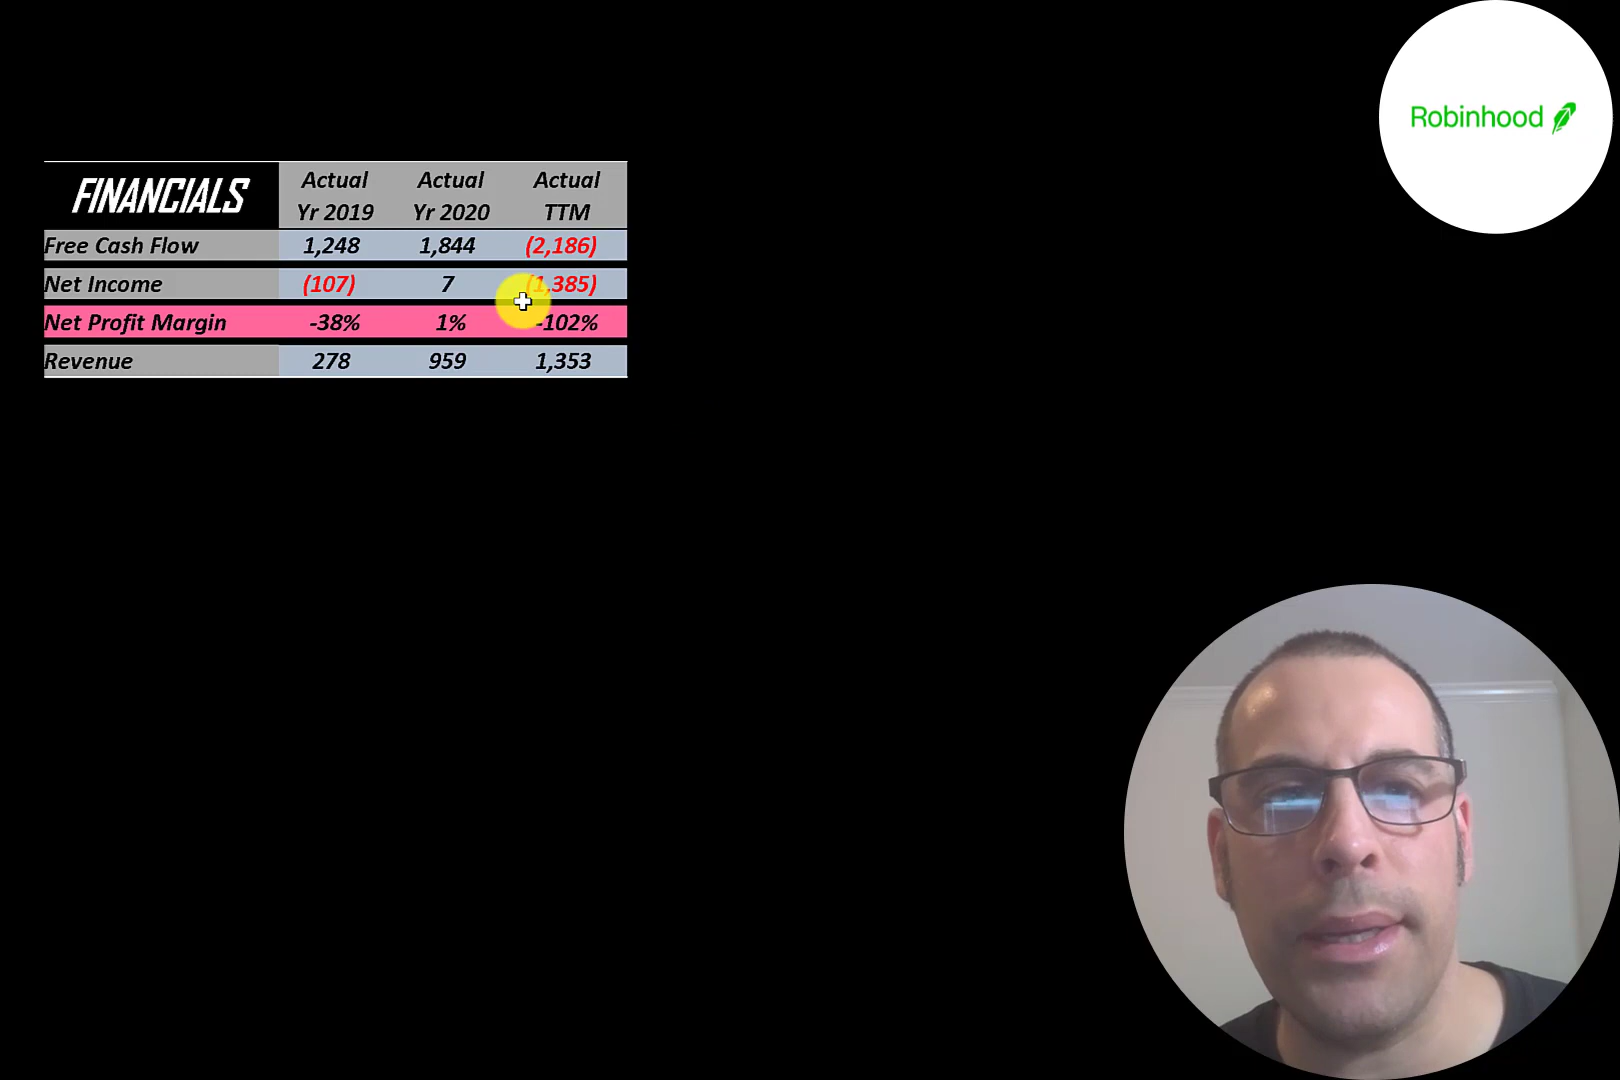 Robinhood
FINANCIALS Actual Yr 2019 Actual Yr 2020 Actual TTM
Free Cash Flow 1,248 1,844 (2,186)
Net Income (107) 7 (1,385)
Net Profit Margin -38% 1% -102%
Revenue 278 959 1,353